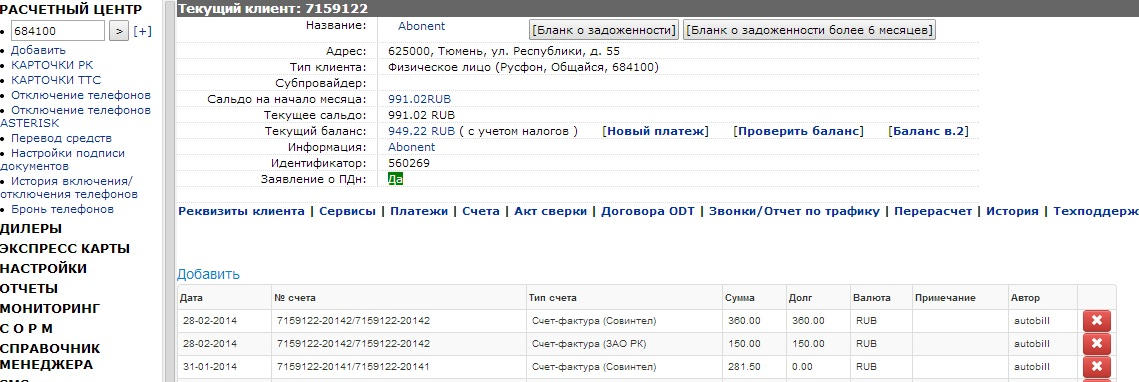 РАСЧЕТНЫЙ ЦЕНТР
684100 > [+]
Добавить
КАРТОЧКИ РК
КАРТОЧКИ ТТС
Отключение телефонов
Отключение телефонов
ASTERISK
Перевод средств
Настройки подписи
документов
История включения/
отключения телефонов
Бронь телефонов
ДИЛЕРЫ
ЭКСПРЕСС КАРТЫ
НАСТРОЙКИ
ОТЧЕТЫ
МОНИТОРИНГ
С О Р М
СПРАВОЧНИК
МЕНЕДЖЕРА
Текущий клиент: 7159122
Название: Abonent [Бланк о задоженности] [Бланк о задоженности более 6 месяцев]
Адрес: 625000, Тюмень, ул. Республики, д. 55
Тип клиента: Физическое лицо (Русфон, Общайся, 684100)
Субпровайдер:
Сальдо на начало месяца: 991.02RUB
Текущее сальдо: 991.02 RUB
Текущий баланс: 949.22 RUB ( с учетом налогов ) [Новый платеж] [Проверить баланс] [Баланс в.2]
Информация: Abonent
Идентификатор: 560269
Заявление о ПДн: Да
Реквизиты клиента | Сервисы | Платежи | Счета | Акт сверки | Договора ODT | Звонки/Отчет по трафику | Перерасчет | История | Техподдерж
Добавить
Дата № счета Тип счета Сумма Долг Валюта Примечание Автор
28-02-2014 7159122-20142/7159122-20142 Счет-фактура (Совинтел) 360.00 360.00 RUB autobill
28-02-2014 7159122-20142/7159122-20142 Счет-фактура (ЗАО РК) 150.00 150.00 RUB autobill
31-01-2014 7159122-20141/7159122-20141 Счет-фактура (Совинтел) 281.50 0.00 RUB autobill